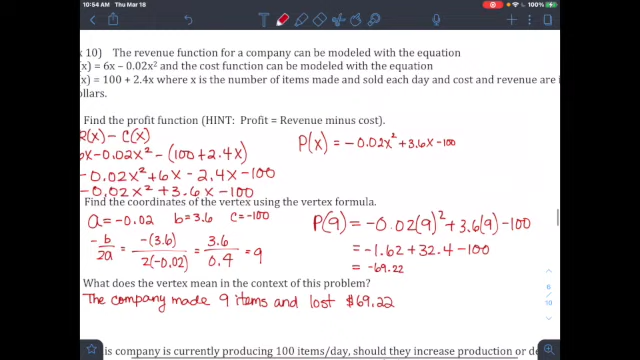 10:54 AM Thu Mar 18
87%
x 10) The revenue function for a company can be modeled with the equation
(x) = 6x – 0.02x² and the cost function can be modeled with the equation
(x) = 100 + 2.4x where x is the number of items made and sold each day and cost and revenue are i
ollars.
Find the profit function (HINT: Profit = Revenue minus cost).
R(x) - C(x)
P(x) = -0.02x² + 3.6x - 100
6x - 0.02x² - (100 + 2.4x)
-0.02x² + 6x - 2.4x - 100
-0.02x² + 3.6x - 100
Find the coordinates of the vertex using the vertex formula.
a = -0.02 b = 3.6 c = -100
-b/2a = -(3.6)/2(-0.02) = 3.6/0.4 = 9
P(9) = -0.02(9)² + 3.6(9) - 100
= -1.62 + 32.4 - 100
= -69.22
What does the vertex mean in the context of this problem?
The company made 9 items and lost $69.22
6
10
is company is currently producing 100 items/day, should they increase production or d